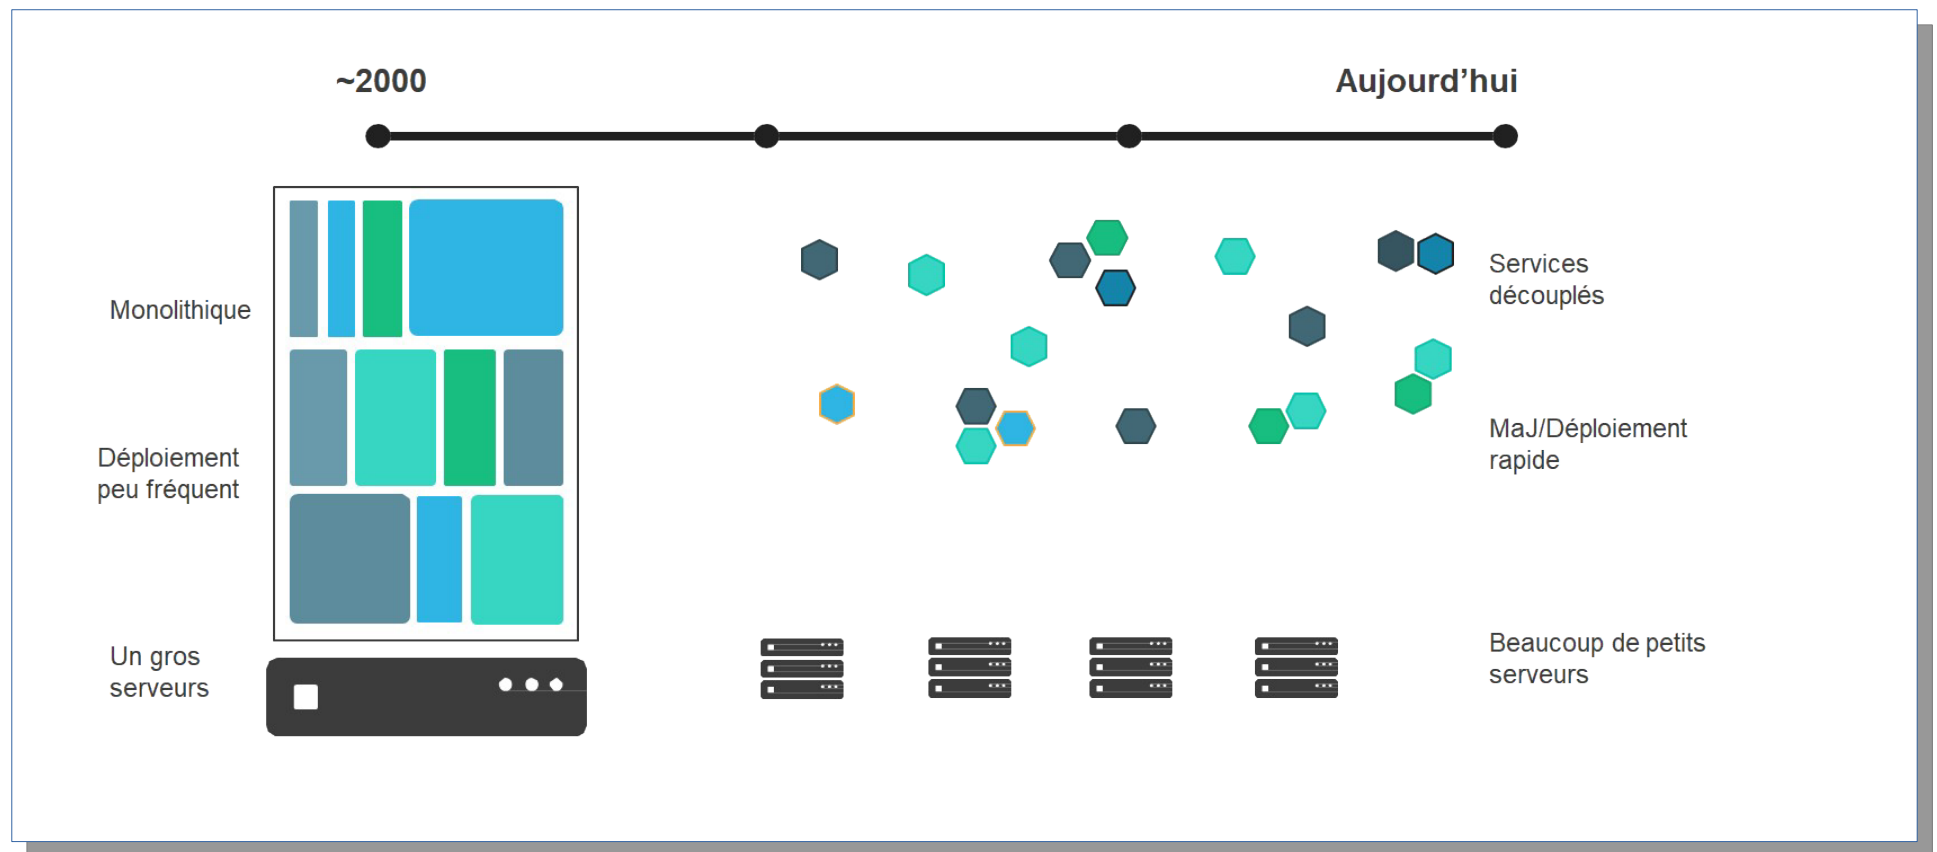 ~2000
Aujourd’hui
Monolithique
Déploiement
peu fréquent
Un gros
serveurs
Services
découplés
MaJ/Déploiement
rapide
Beaucoup de petits
serveurs